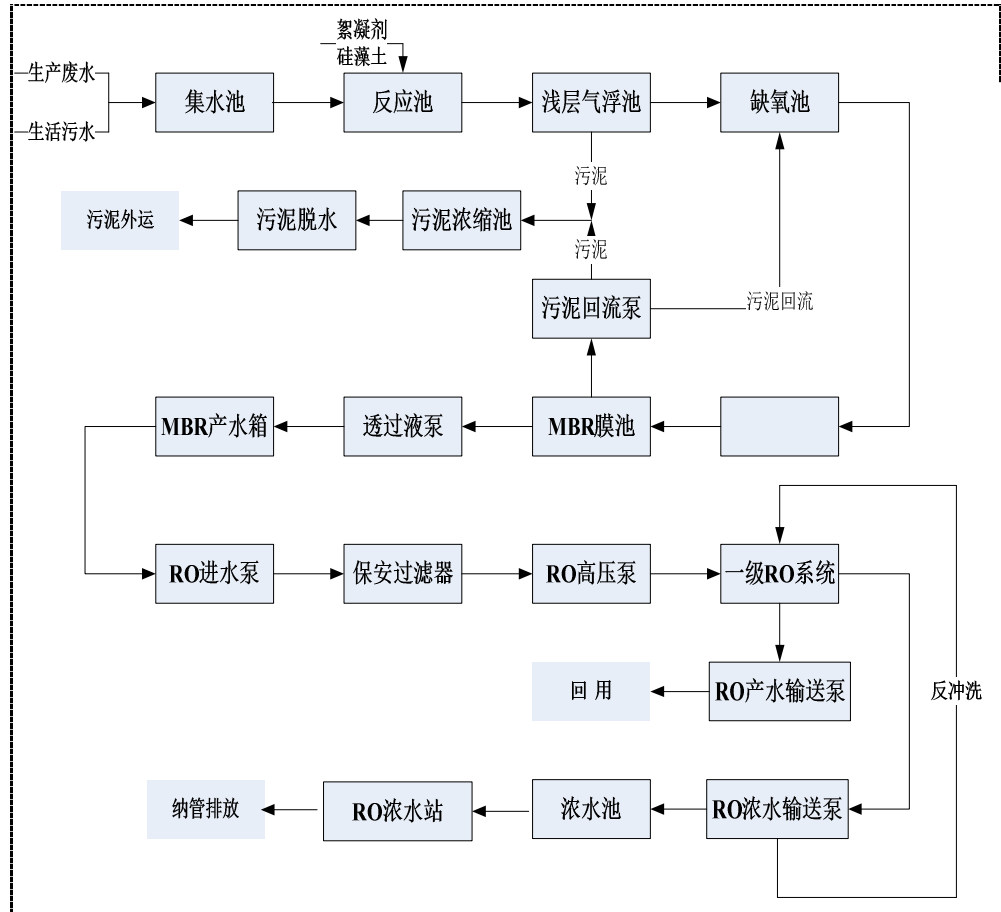 絮凝剂
硅藻土
生产废水
生活污水
集水池
反应池
浅层气浮池
缺氧池
污泥
污泥外运
污泥脱水
污泥浓缩池
污泥
污泥回流泵
污泥回流
MBR产水箱
透过液泵
MBR膜池
RO进水泵
保安过滤器
RO高压泵
一级RO系统
回 用
RO产水输送泵
反冲洗
纳管排放
RO浓水站
浓水池
RO浓水输送泵